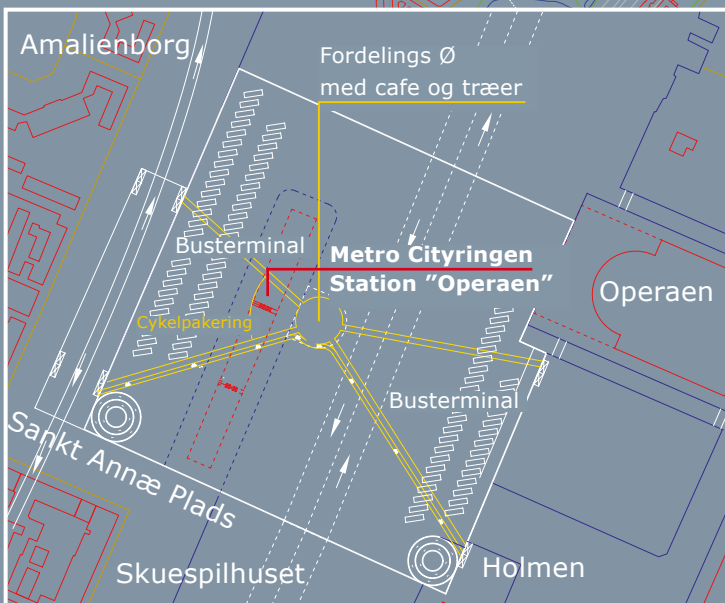 Amalienborg
Fordelings Ø
med cafe og træer
Busterminal
Metro Cityringen
Station ”Operaen”
Operaen
Cykelpakering
Busterminal
Sankt Annæ Plads
Skuespilhuset
Holmen